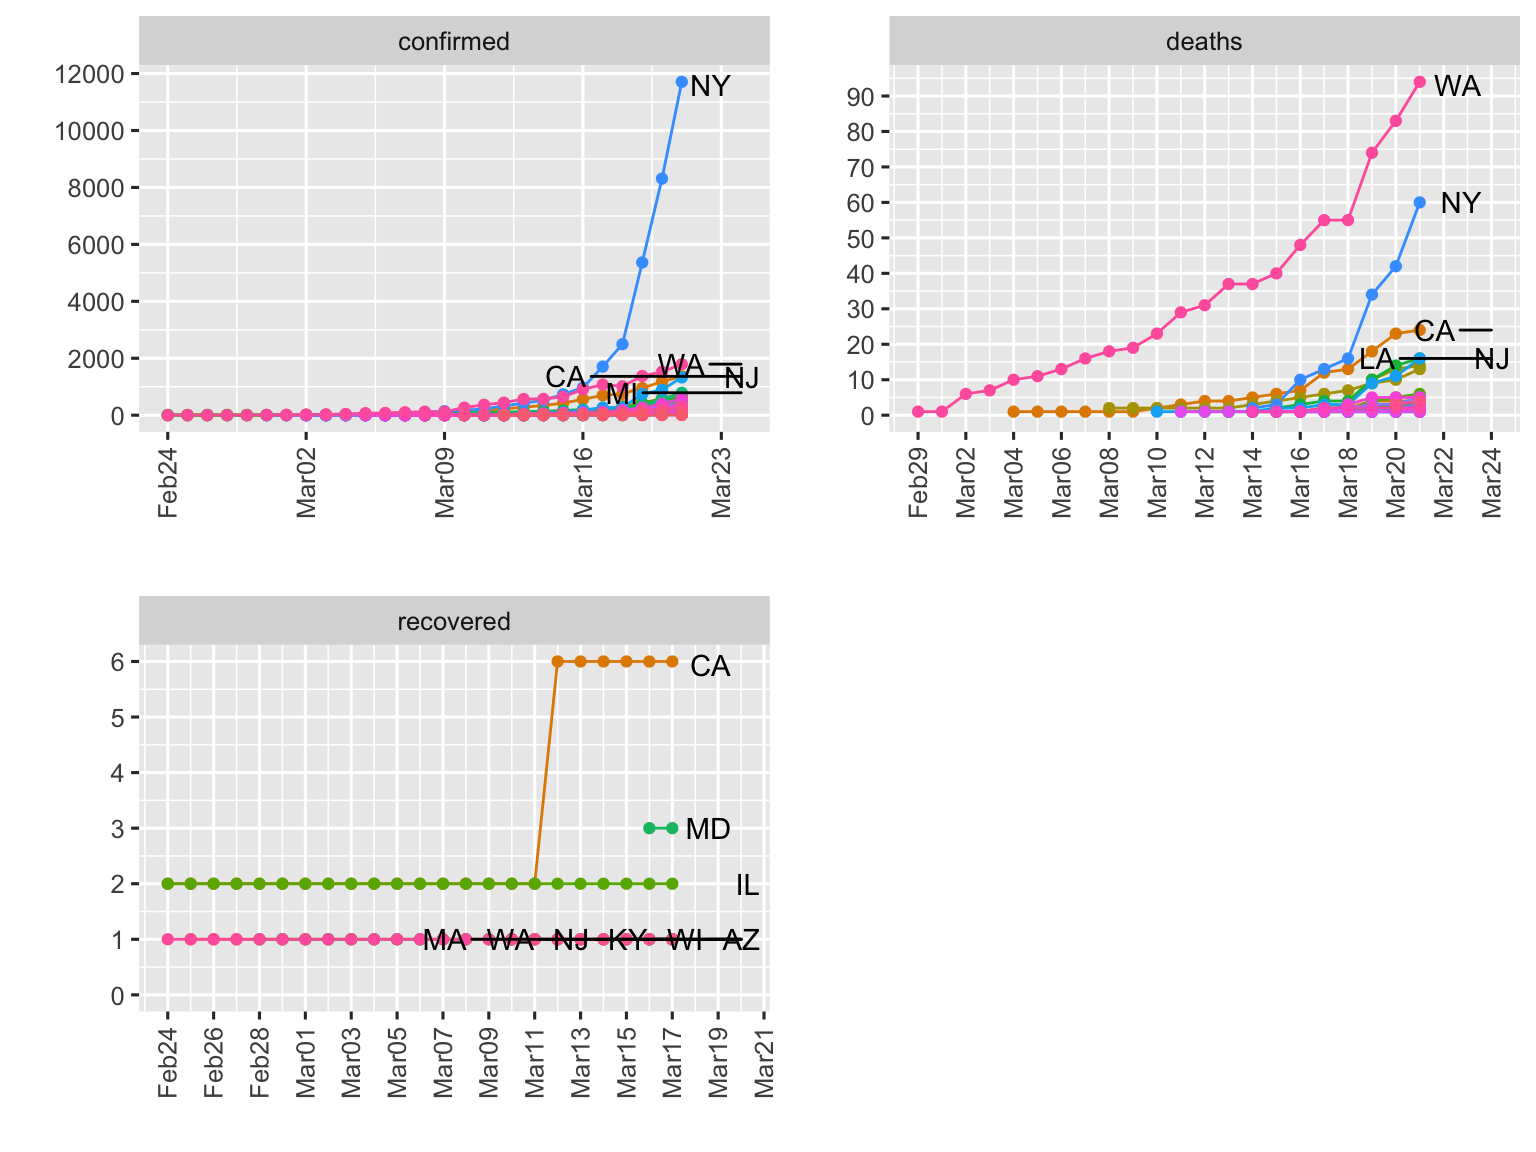 confirmed
deaths
12000
10000
8000
6000
4000
2000
0
NY
WA
CA
NJ
MI
Feb24 Mar02 Mar09 Mar16 Mar23
90
80
70
60
50
40
30
20
10
0
WA
NY
CA
LA NJ
Feb29 Mar02 Mar04 Mar06 Mar08 Mar10 Mar12 Mar14 Mar16 Mar18 Mar20 Mar22 Mar24
recovered
6
5
4
3
2
1
0
CA
MD
IL
MA WA NJ KY WI AZ
Feb24 Feb26 Feb28 Mar01 Mar03 Mar05 Mar07 Mar09 Mar11 Mar13 Mar15 Mar17 Mar19 Mar21